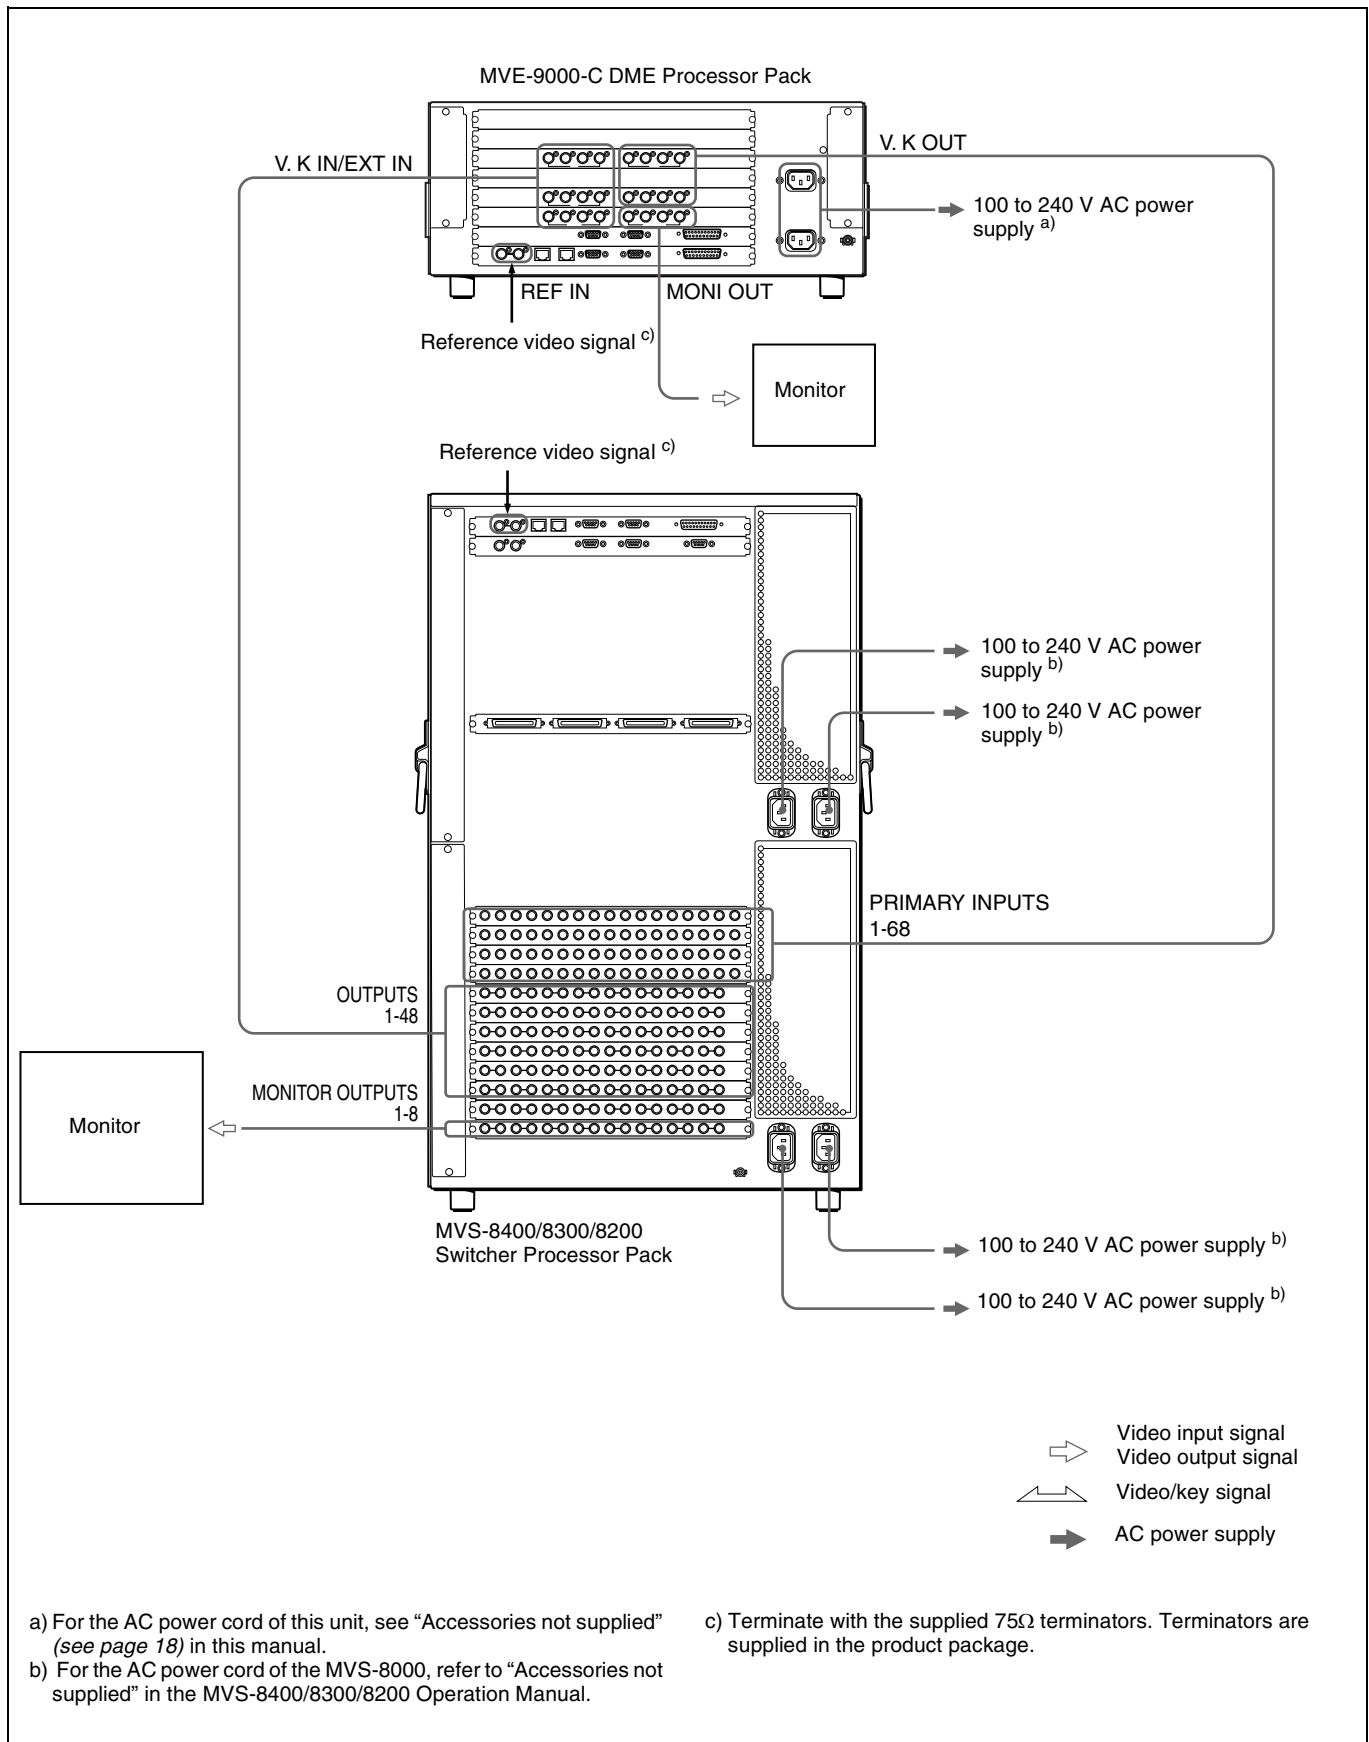 MVE-9000-C DME Processor Pack
V. K IN/EXT IN
V. K OUT
100 to 240 V AC power
supply a)
REF IN
MONI OUT
Reference video signal c)
Monitor
Reference video signal c)
100 to 240 V AC power
supply b)
100 to 240 V AC power
supply b)
PRIMARY INPUTS
1-68
OUTPUTS
1-48
MONITOR OUTPUTS
1-8
Monitor
MVS-8400/8300/8200
Switcher Processor Pack
100 to 240 V AC power supply b)
100 to 240 V AC power supply b)
Video input signal
Video output signal
Video/key signal
AC power supply
a) For the AC power cord of this unit, see “Accessories not supplied”
(see page 18) in this manual.
b) For the AC power cord of the MVS-8000, refer to “Accessories not
supplied” in the MVS-8400/8300/8200 Operation Manual.
c) Terminate with the supplied 75Ω terminators. Terminators are
supplied in the product package.